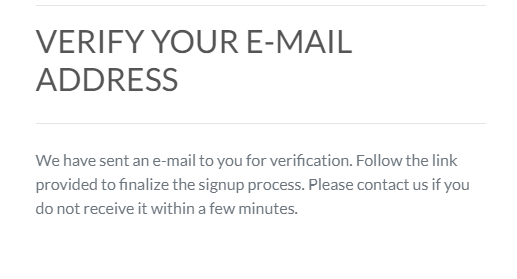 VERIFY YOUR E-MAIL
ADDRESS
We have sent an e-mail to you for verification. Follow the link
provided to finalize the signup process. Please contact us if you
do not receive it within a few minutes.